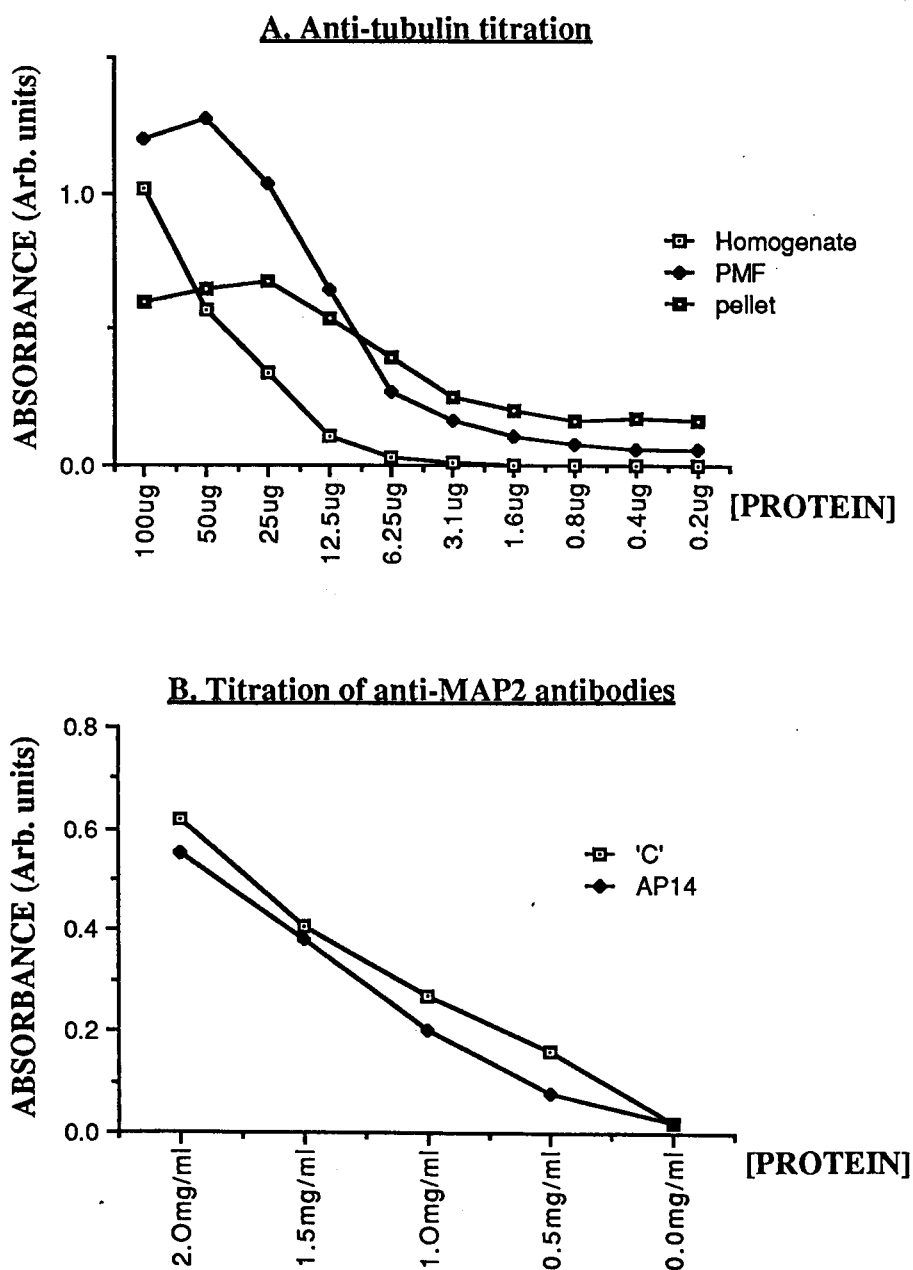 A. Anti-tubulin titration
ABSORBANCE (Arb. units)
1.0
0.0
Homogenate
PMF
pellet
100ug
50ug
25ug
12.5ug
6.25ug
3.1ug
1.6ug
0.8ug
0.4ug
0.2ug
[PROTEIN]
B. Titration of anti-MAP2 antibodies
ABSORBANCE (Arb. units)
0.8
0.6
0.4
0.2
0.0
'C'
AP14
2.0mg/ml
1.5mg/ml
1.0mg/ml
0.5mg/ml
0.0mg/ml
[PROTEIN]